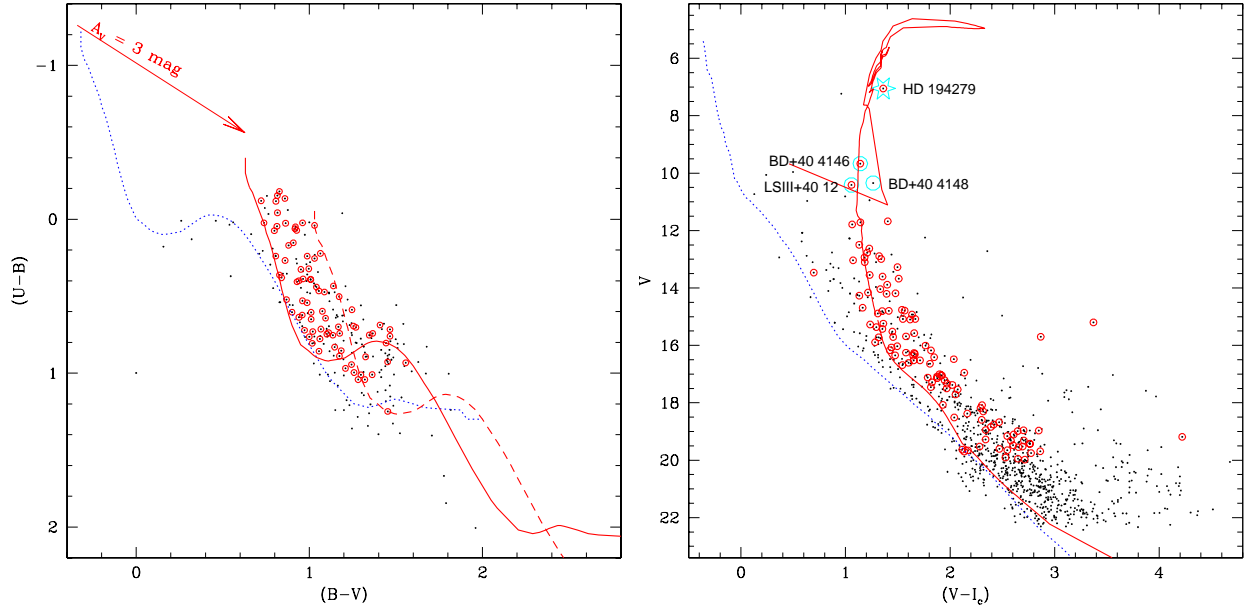 A_v = 3 mag
−1
0
1
2
(U−B)
0
1
2
(B−V)
HD 194279
BD+40 4146
LSIII+40 12
BD+40 4148
4
6
8
10
12
14
16
18
20
22
V
0
1
2
3
4
(V−I_c)